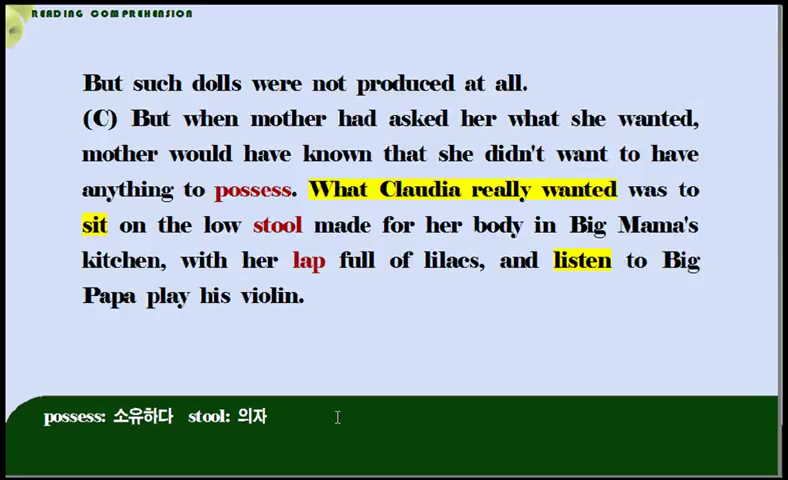 READING COMPREHENSION
But such dolls were not produced at all.
(C) But when mother had asked her what she wanted,
mother would have known that she didn't want to have
anything to possess. What Claudia really wanted was to
sit on the low stool made for her body in Big Mama's
kitchen, with her lap full of lilacs, and listen to Big
Papa play his violin.
possess: 소유하다 stool: 의자